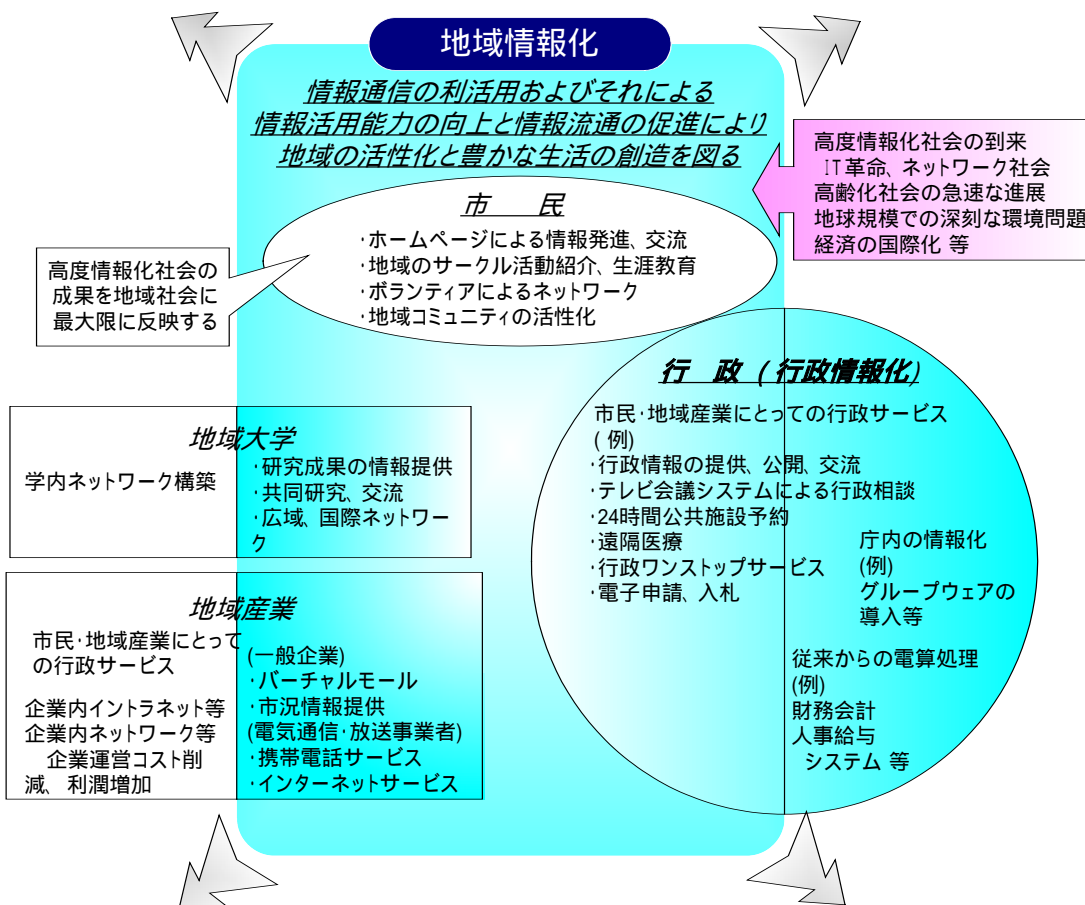 地域情報化
情報通信の利活用およびそれによる
情報活用能力の向上と情報流通の促進により
地域の活性化と豊かな生活の創造を図る
高度情報化社会の到来
IT革命、ネットワーク社会
高齢化社会の急速な進展
地球規模での深刻な環境問題
経済の国際化 等
市　民
・ホームページによる情報発進、交流
・地域のサークル活動紹介、生涯教育
・ボランティアによるネットワーク
・地域コミュニティの活性化
高度情報化社会の
成果を地域社会に
最大限に反映する
行　政（行政情報化）
市民・地域産業にとっての行政サービス
(例)
・行政情報の提供、公開、交流
・テレビ会議システムによる行政相談
・24時間公共施設予約
・遠隔医療
・行政ワンストップサービス
・電子申請、入札
庁内の情報化
(例)
グループウェアの
導入等
従来からの電算処理
(例)
財務会計
人事給与
システム 等
地域大学
学内ネットワーク構築
・研究成果の情報提供
・共同研究、交流
・広域、国際ネットワー
ク
地域産業
市民・地域産業にとって
の行政サービス
企業内イントラネット等
企業内ネットワーク等
企業運営コスト削
減、利潤増加
(一般企業)
・バーチャルモール
・市況情報提供
(電気通信・放送事業者)
・携帯電話サービス
・インターネットサービス